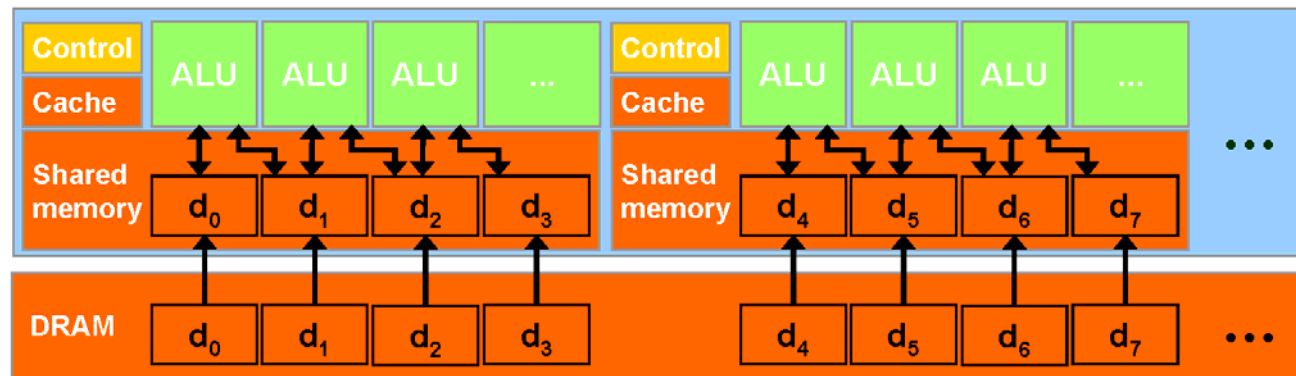 Control ALU ALU ALU ... Control ALU ALU ALU ...
Cache Cache
...
Shared memory d₀ d₁ d₂ d₃ Shared memory d₄ d₅ d₆ d₇
DRAM d₀ d₁ d₂ d₃ d₄ d₅ d₆ d₇ ...